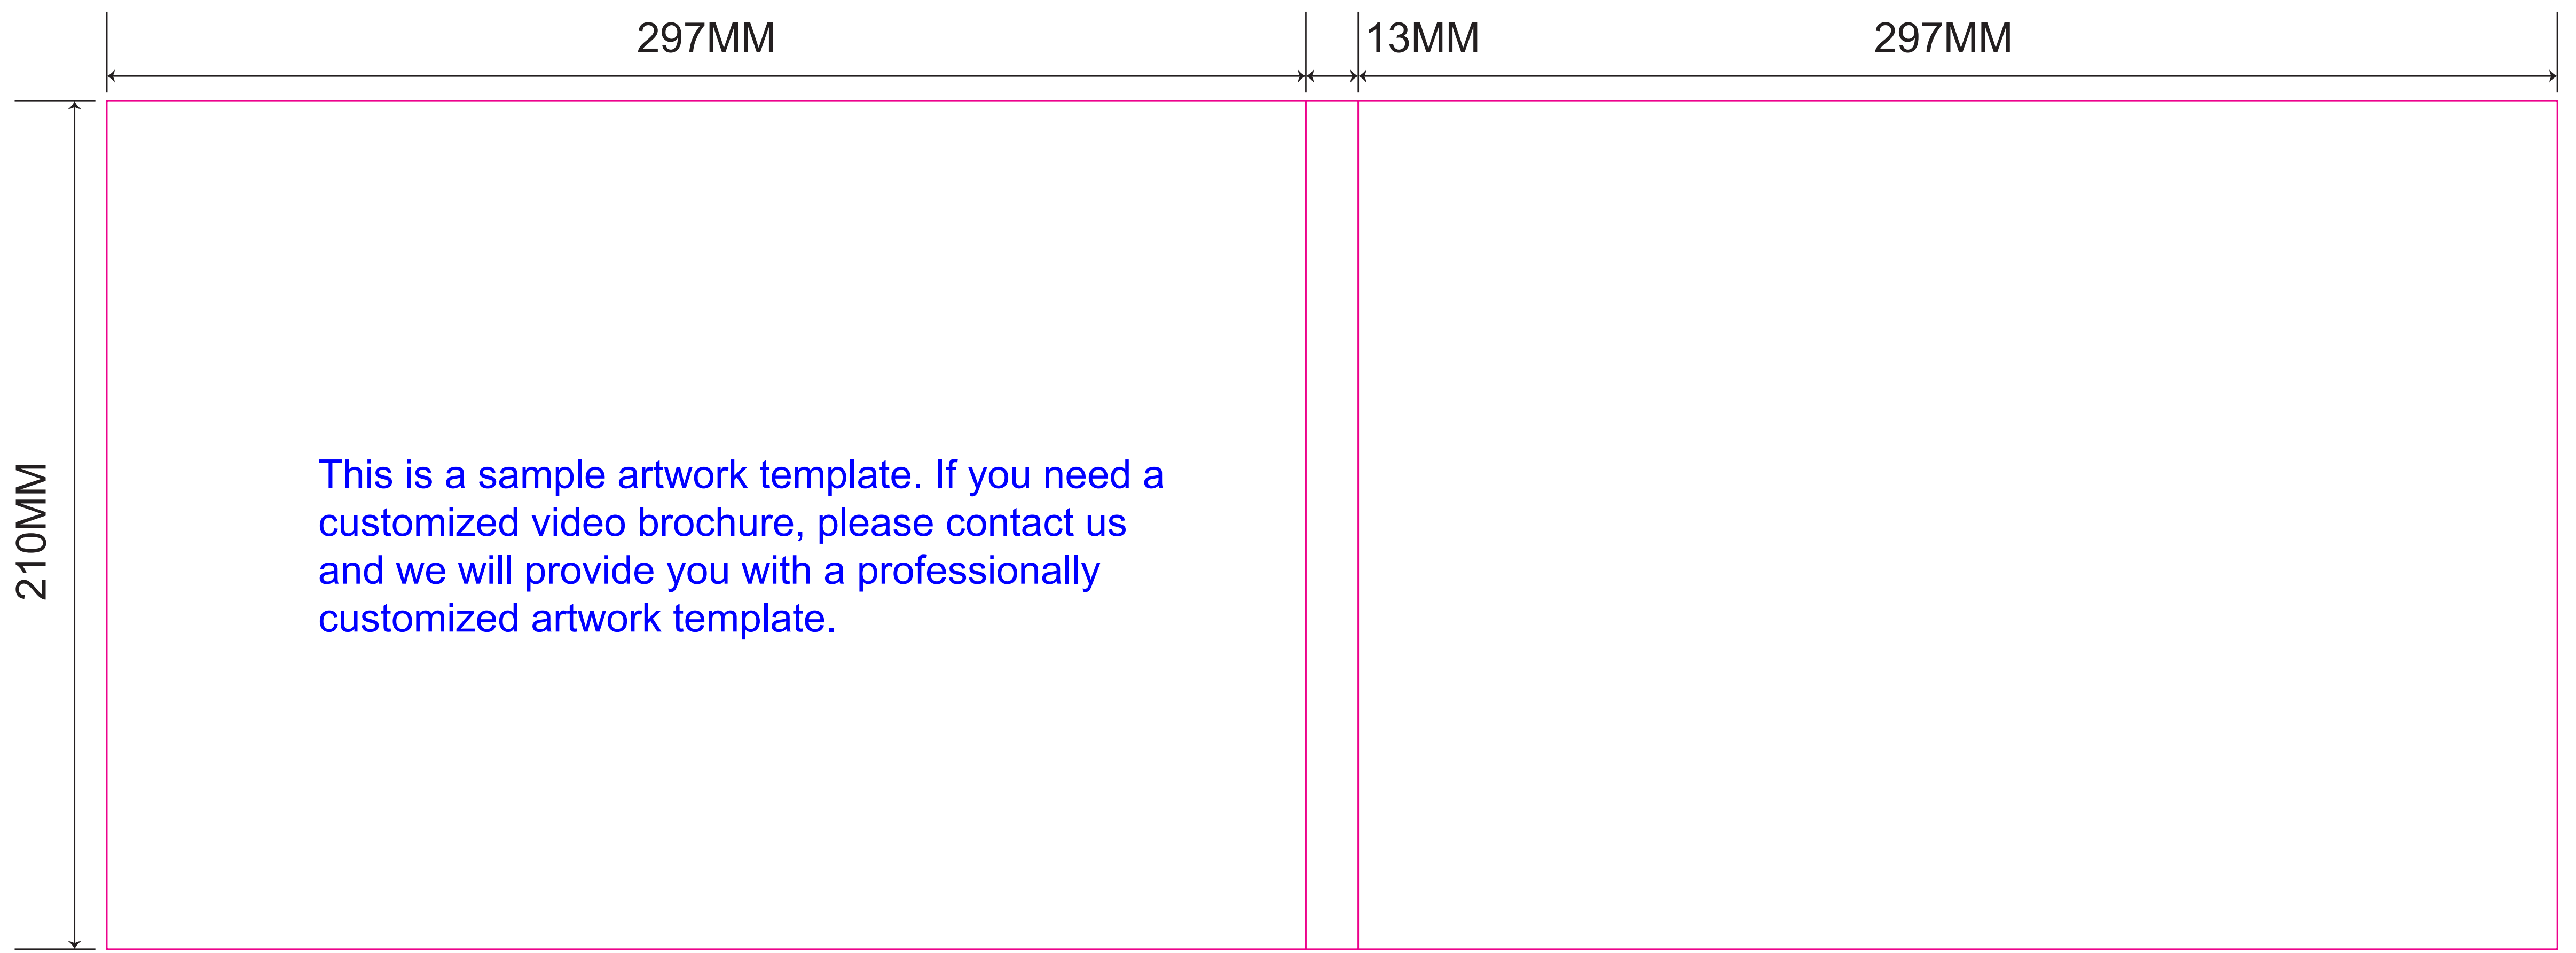 297MM
13MM
297MM
210MM
This is a sample artwork template. If you need a
customized video brochure, please contact us
and we will provide you with a professionally
customized artwork template.